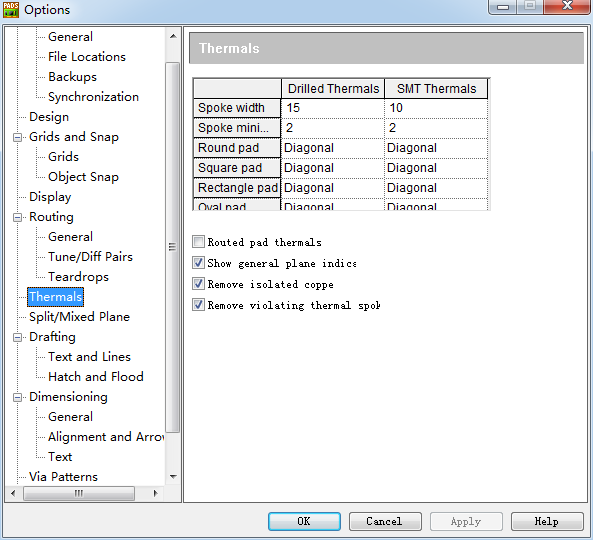 PADS
Options
General
File Locations
Backups
Synchronization
Design
Grids and Snap
Grids
Object Snap
Display
Routing
General
Tune/Diff Pairs
Teardrops
Thermals
Split/Mixed Plane
Drafting
Text and Lines
Hatch and Flood
Dimensioning
General
Alignment and Arrow
Text
Via Patterns
Thermals
Drilled Thermals SMT Thermals
Spoke width 15 10
Spoke mini... 2 2
Round pad Diagonal Diagonal
Square pad Diagonal Diagonal
Rectangle pad Diagonal Diagonal
Oval pad Diagonal Diagonal
Routed pad thermals
Show general plane indica
Remove isolated coppe
Remove violating thermal spok
OK Cancel Apply Help